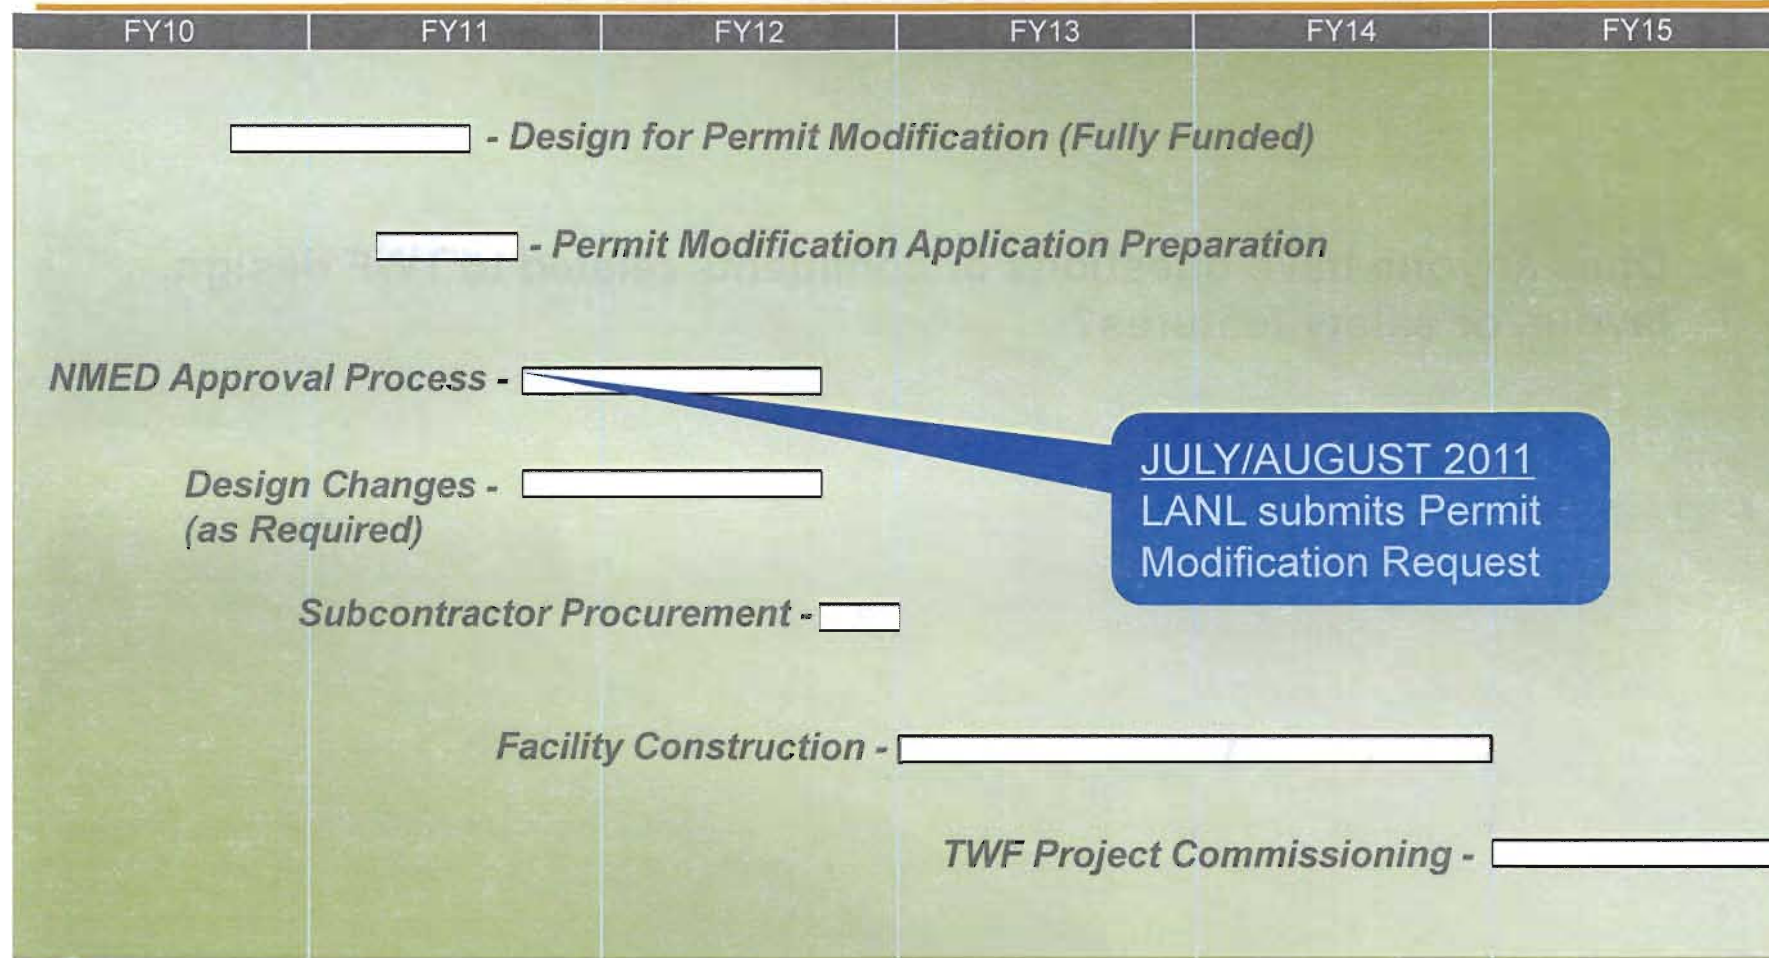 FY10 FY11 FY12 FY13 FY14 FY15
- Design for Permit Modification (Fully Funded)
- Permit Modification Application Preparation
NMED Approval Process -
JULY/AUGUST 2011
LANL submits Permit
Modification Request
Design Changes -
(as Required)
Subcontractor Procurement -
Facility Construction -
TWF Project Commissioning -